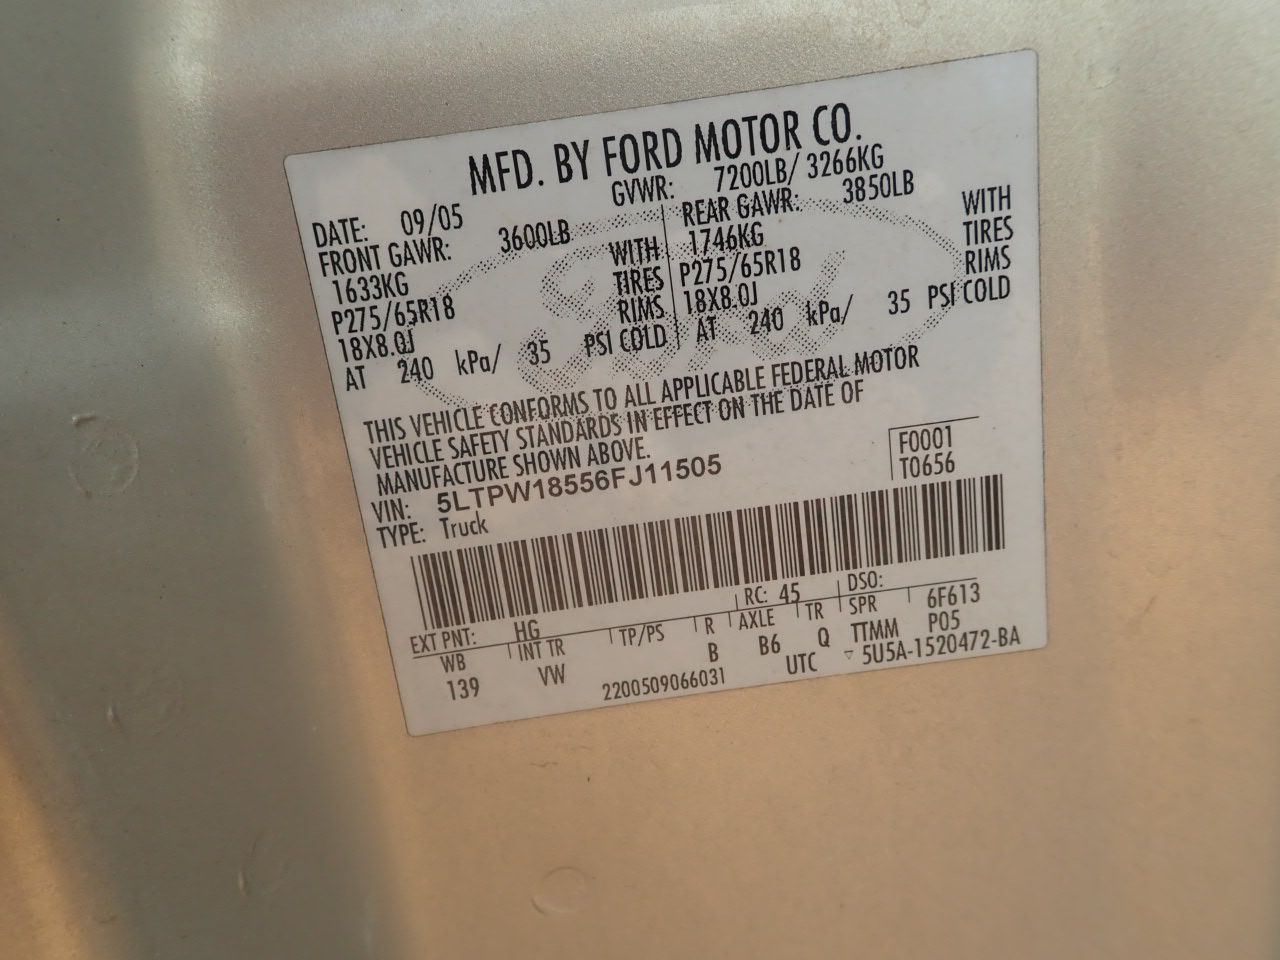 MFD. BY FORD MOTOR CO.
DATE: 09/05 GVWR: 7200LB/ 3266KG
FRONT GAWR: 3600LB REAR GAWR: 3850LB
1633KG WITH 1746KG WITH
P275/65R18 TIRES P275/65R18 TIRES
18X8.0J RIMS 18X8.0J RIMS
AT 240 kPa/ 35 PSI COLD AT 240 kPa/ 35 PSI COLD
THIS VEHICLE CONFORMS TO ALL APPLICABLE FEDERAL MOTOR
VEHICLE SAFETY STANDARDS IN EFFECT ON THE DATE OF
MANUFACTURE SHOWN ABOVE.
VIN: 5LTPW18556FJ11505 F0001
TYPE: Truck T0656
EXT PNT: HG RC: 45 DSO:
WB INT TR TP/PS R AXLE TR SPR 6F613
139 VW B B6 Q TTMM P05
2200509066031 UTC ▽ 5U5A-1520472-BA
Ford